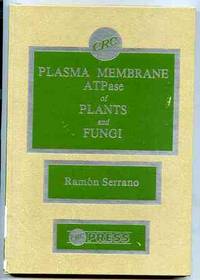 CRC
PLASMA MEMBRANE
ATPase
of
PLANTS
and
FUNGI
Ramón Serrano
CRC PRESS